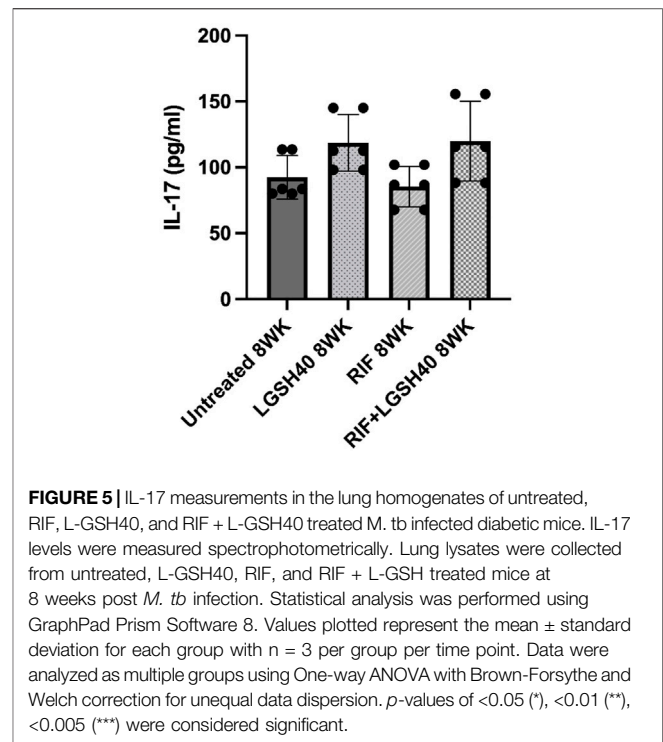 200
150
100
50
0
IL-17 (pg/ml)
Untreated 8WK
LGSH40 8WK
RIF 8WK
RIF+LGSH40 8WK
FIGURE 5 | IL-17 measurements in the lung homogenates of untreated,
RIF, L-GSH40, and RIF + L-GSH40 treated M. tb infected diabetic mice. IL-17
levels were measured spectrophotometrically. Lung lysates were collected
from untreated, L-GSH40, RIF, and RIF + L-GSH treated mice at
8 weeks post M. tb infection. Statistical analysis was performed using
GraphPad Prism Software 8. Values plotted represent the mean ± standard
deviation for each group with n = 3 per group per time point. Data were
analyzed as multiple groups using One-way ANOVA with Brown-Forsythe and
Welch correction for unequal data dispersion. p-values of <0.05 (*), <0.01 (**),
<0.005 (***) were considered significant.